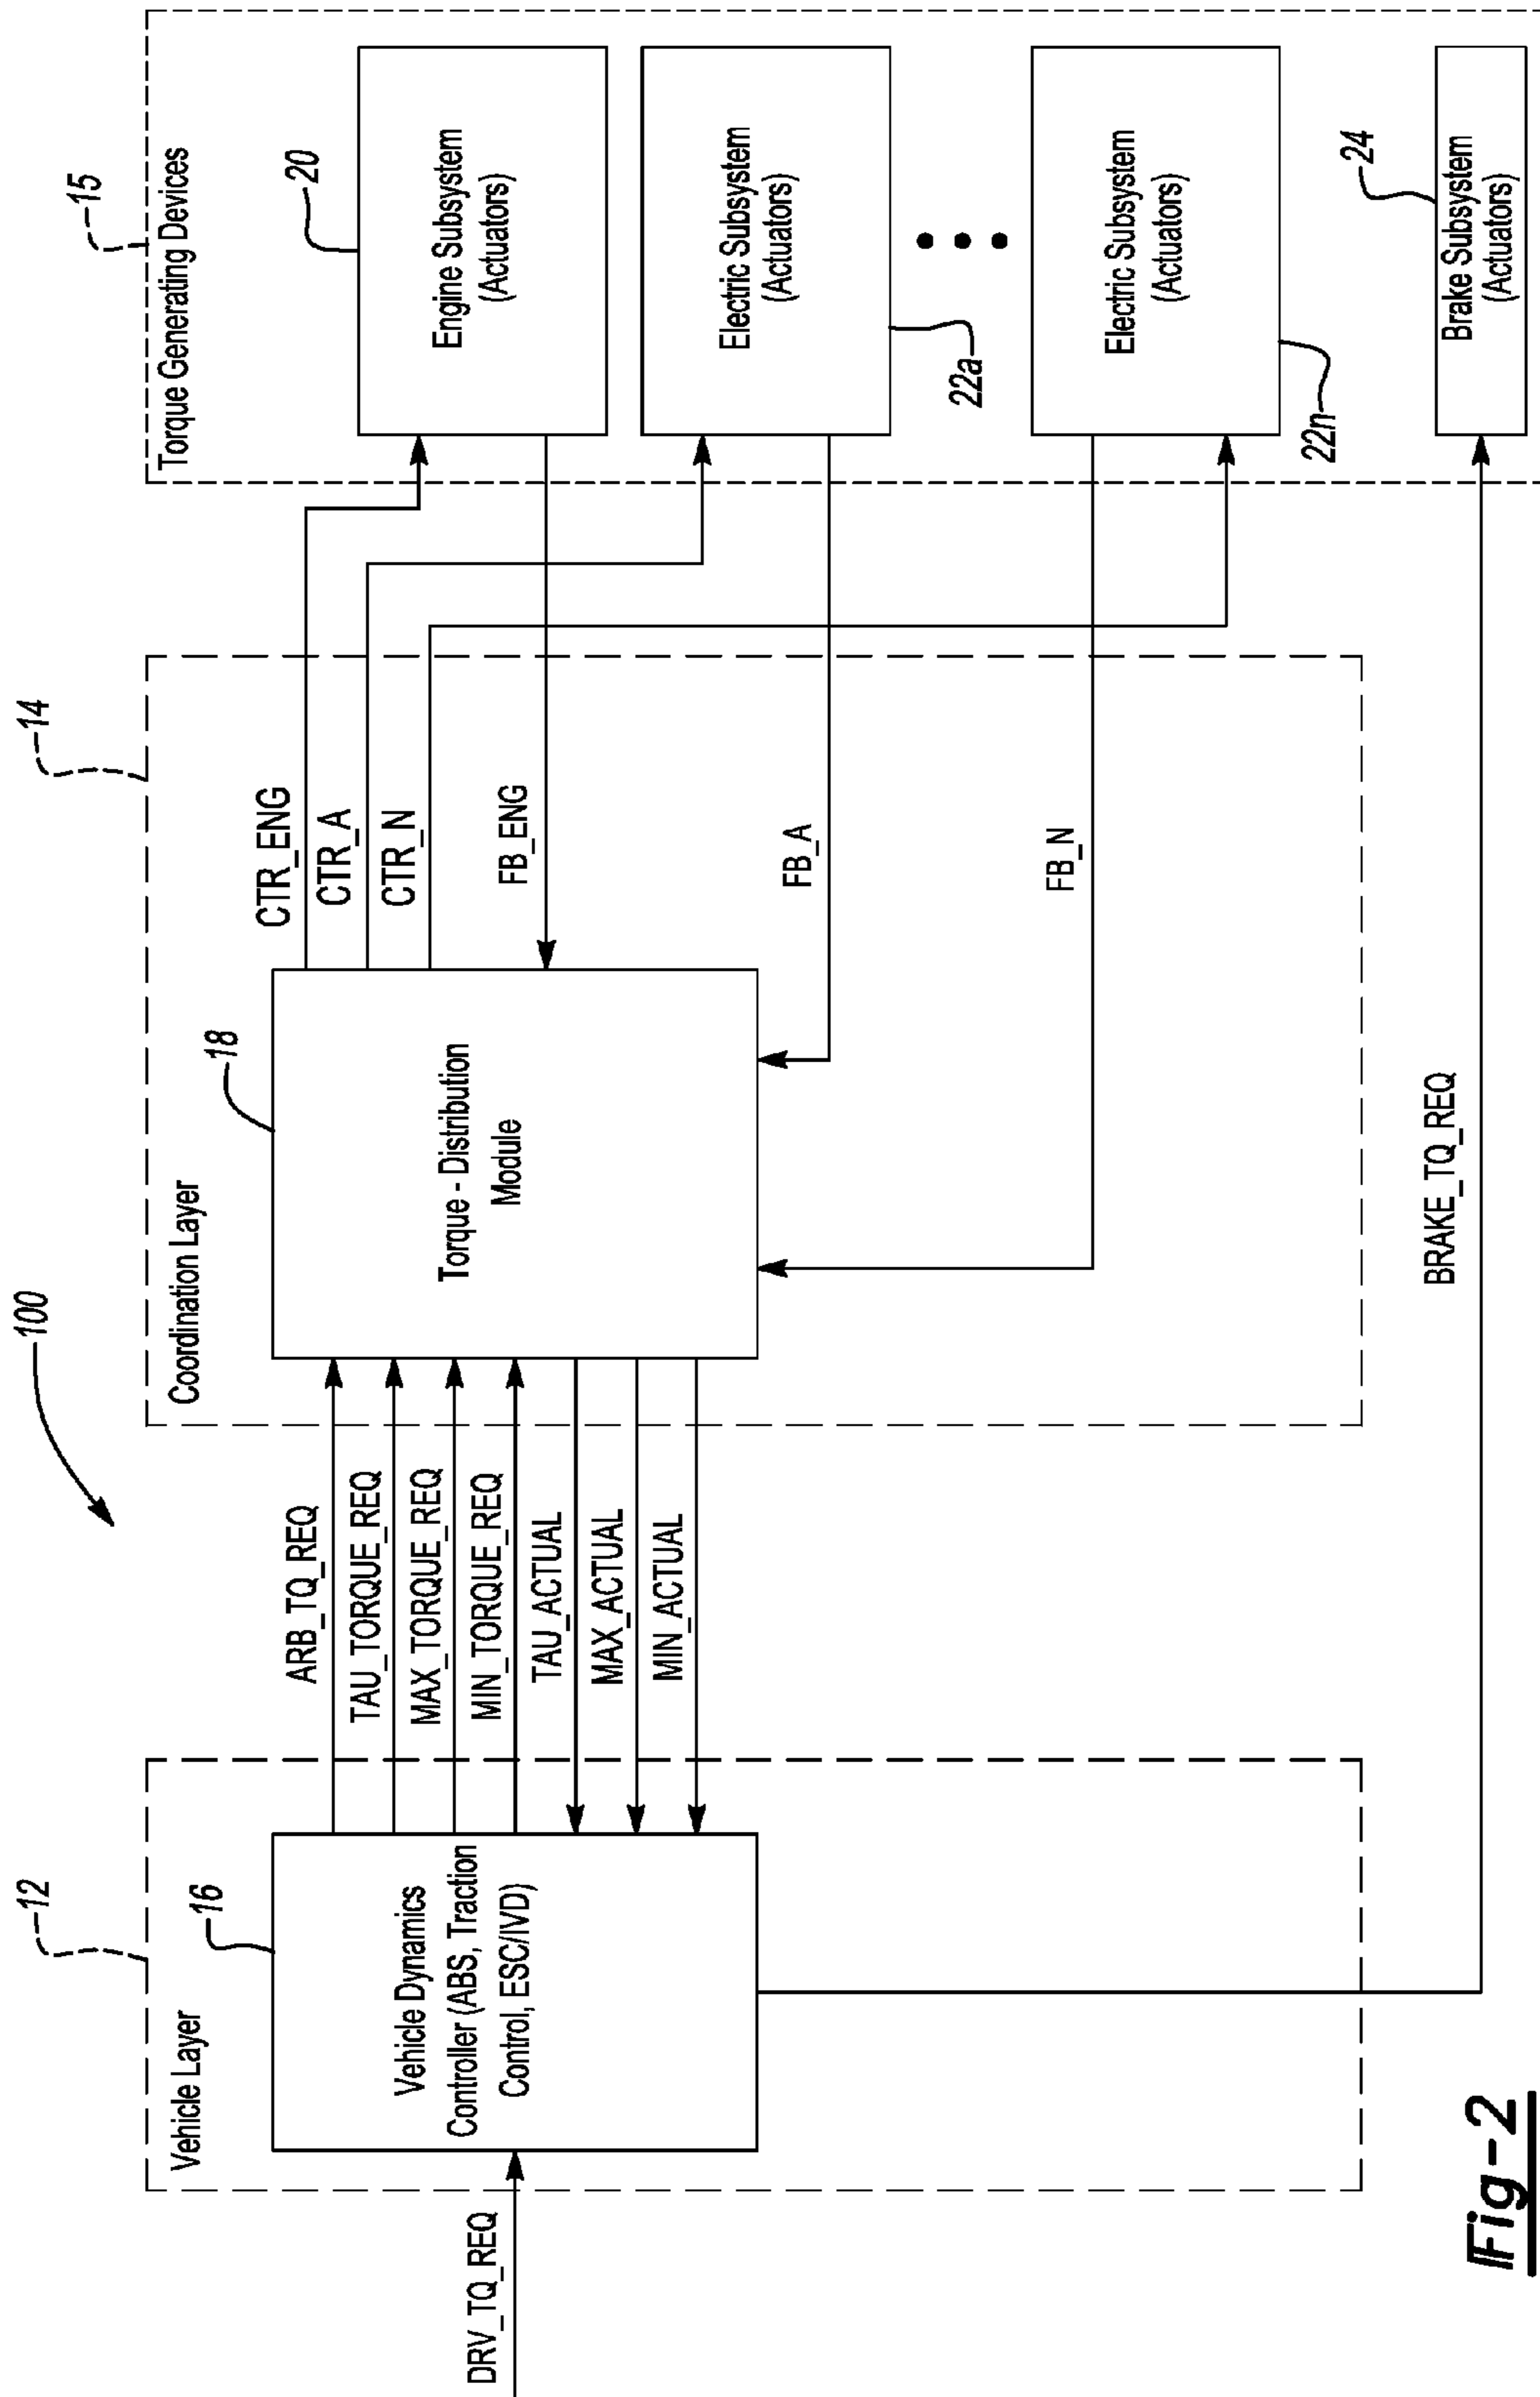 100
12
Vehicle Layer
16
Vehicle Dynamics
Controller (ABS, Traction
Control, ESC/IVD)
DRV_TQ_REQ
ARB_TQ_REQ
TAU_TORQUE_REQ
MAX_TORQUE_REQ
MIN_TORQUE_REQ
TAU_ACTUAL
MAX_ACTUAL
MIN_ACTUAL
14
Coordination Layer
18
Torque - Distribution
Module
CTR_ENG
CTR_A
CTR_N
FB_ENG
FB_A
FB_N
BRAKE_TQ_REQ
15
Torque Generating Devices
20
Engine Subsystem
(Actuators)
Electric Subsystem
(Actuators)
22a
Electric Subsystem
(Actuators)
22n
24
Brake Subsystem
(Actuators)
Fig-2